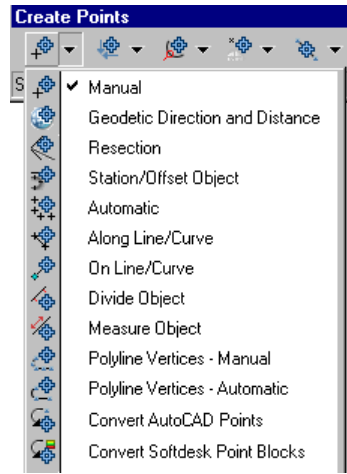 Create Points
S
Manual
Geodetic Direction and Distance
Resection
Station/Offset Object
Automatic
Along Line/Curve
On Line/Curve
Divide Object
Measure Object
Polyline Vertices - Manual
Polyline Vertices - Automatic
Convert AutoCAD Points
Convert Softdesk Point Blocks